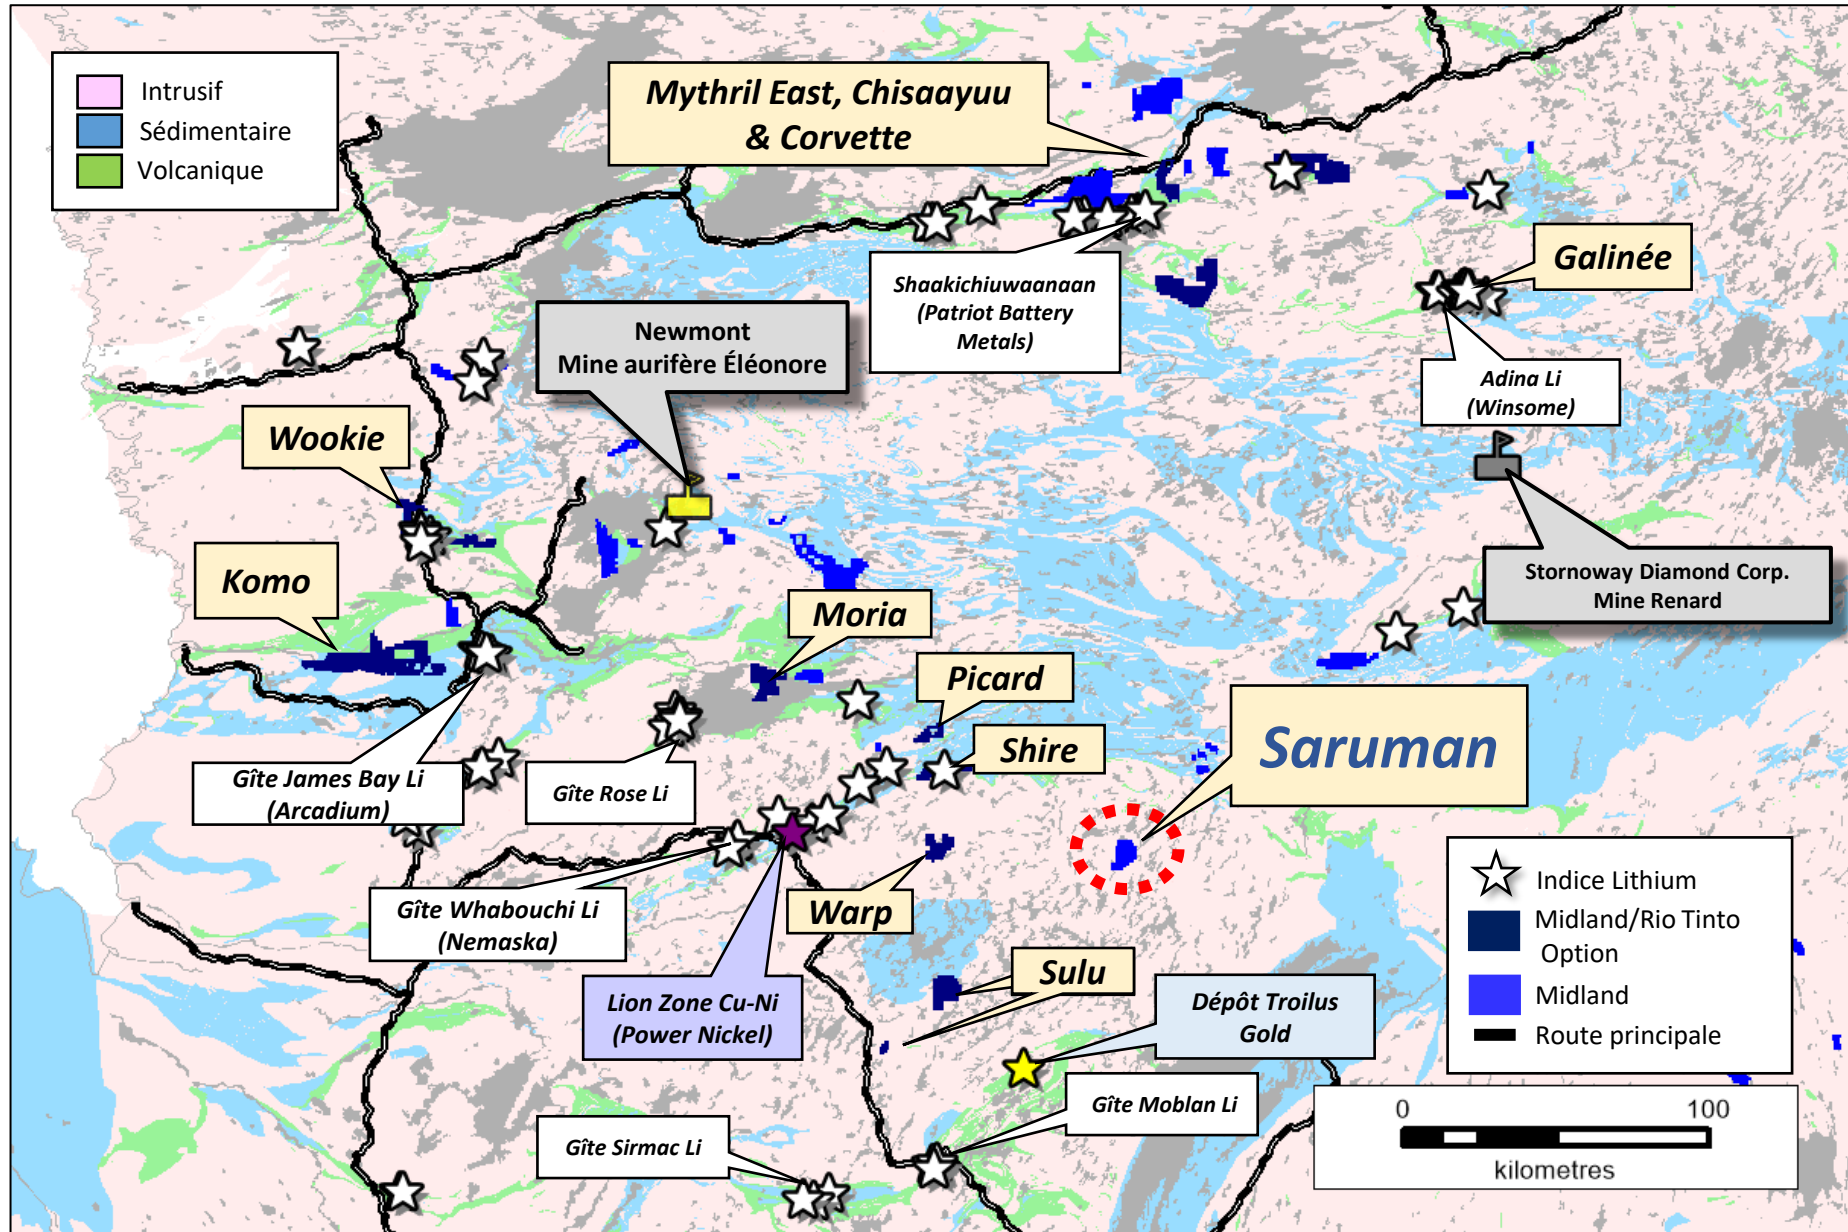 Intrusif
Sédimentaire
Volcanique
Mythril East, Chisaayuu
& Corvette
Galinée
Shaakichiuwaanaan
(Patriot Battery
Metals)
Newmont
Mine aurifère Éléonore
Adina Li
(Winsome)
Wookie
Stornoway Diamond Corp.
Mine Renard
Komo
Moria
Picard
Saruman
Shire
Gîte James Bay Li
(Arcadium)
Gîte Rose Li
Gîte Whabouchi Li
(Nemaska)
Warp
Sulu
Lion Zone Cu-Ni
(Power Nickel)
Dépôt Troilus
Gold
Gîte Moblan Li
Gîte Sirmac Li
Indice Lithium
Midland/Rio Tinto
Option
Midland
Route principale
0 100
kilometres